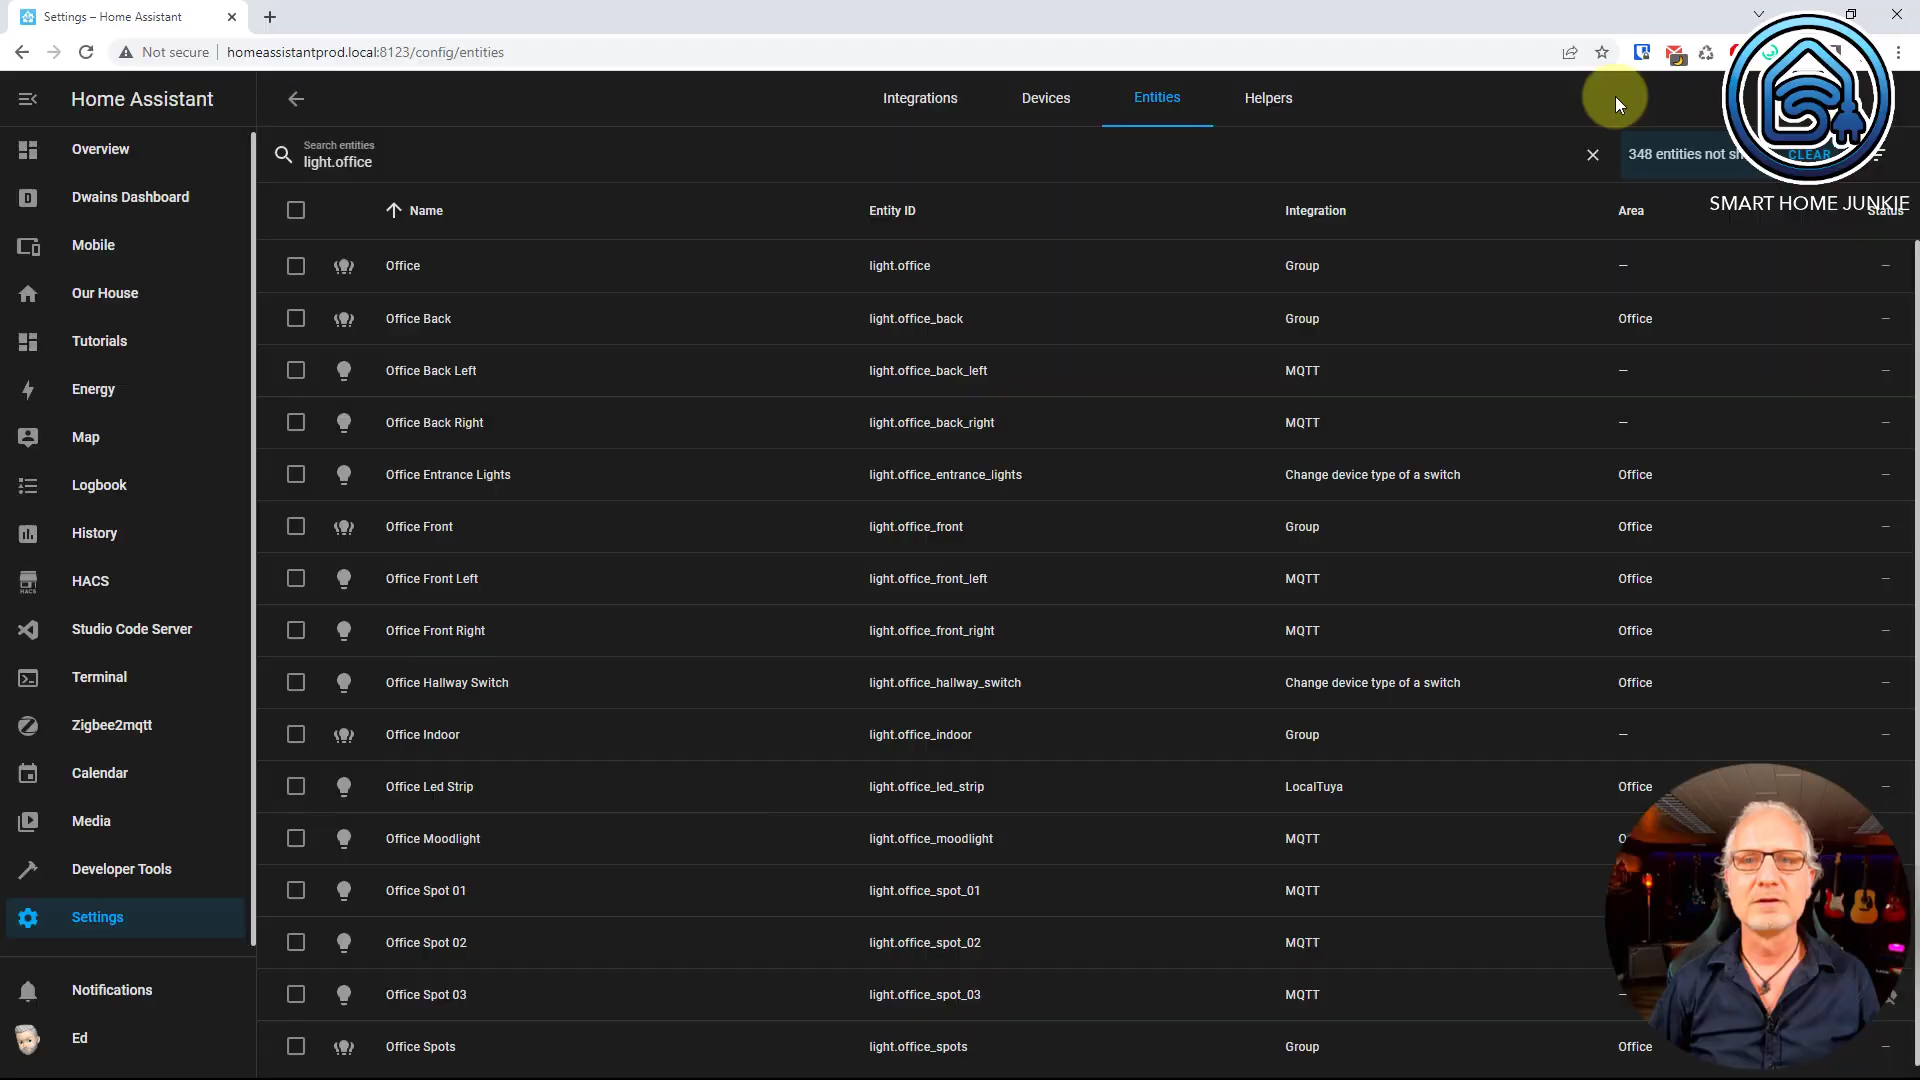 Settings – Home Assistant
Not secure
homeassistantprod.local:8123/config/entities
Home Assistant
Integrations
Devices
Entities
Helpers
Search entities
light.office
348 entities not
CLEAR
SMART HOME JUNKIE
Name
Entity ID
Integration
Area
Status
Office
light.office
Group
—
–
Office Back
light.office_back
Group
Office
–
Office Back Left
light.office_back_left
MQTT
—
–
Office Back Right
light.office_back_right
MQTT
—
–
Office Entrance Lights
light.office_entrance_lights
Change device type of a switch
Office
–
Office Front
light.office_front
Group
Office
–
Office Front Left
light.office_front_left
MQTT
Office
–
Office Front Right
light.office_front_right
MQTT
Office
–
Office Hallway Switch
light.office_hallway_switch
Change device type of a switch
Office
–
Office Indoor
light.office_indoor
Group
—
–
Office Led Strip
light.office_led_strip
LocalTuya
Office
–
Office Moodlight
light.office_moodlight
MQTT
Office Spot 01
light.office_spot_01
MQTT
Office Spot 02
light.office_spot_02
MQTT
Office Spot 03
light.office_spot_03
MQTT
Office Spots
light.office_spots
Group
Office
–
Overview
D
Dwains Dashboard
Mobile
Our House
Tutorials
Energy
Map
Logbook
History
HACS
HACS
Studio Code Server
Terminal
Zigbee2mqtt
Calendar
Media
Developer Tools
Settings
Notifications
Ed